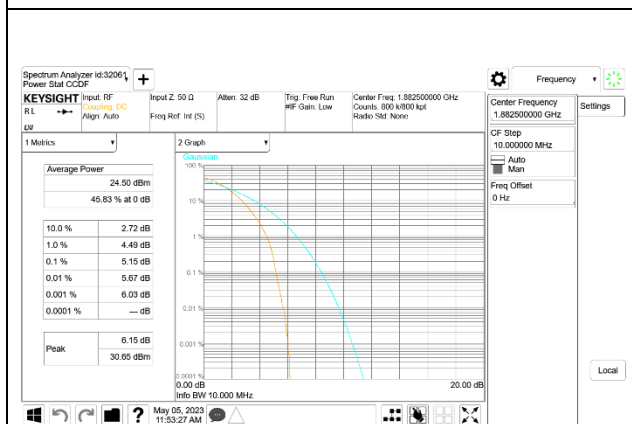 Spectrum Analyzer id:32061
Power Stat CCDF
Frequency
KEYSIGHT
R L
Input: RF
Coupling: DC
Align: Auto
Input Z: 50 Ω
Freq Ref: Int (S)
Atten: 32 dB
Trig: Free Run
#IF Gain: Low
Center Freq: 1.882500000 GHz
Counts: 800 k/800 kpt
Radio Std: None
Center Frequency
1.882500000 GHz
Settings
CF Step
10.000000 MHz
Auto
Man
Freq Offset
0 Hz
1 Metrics
2 Graph
Average Power
24.50 dBm
45.83 % at 0 dB
10.0 % 2.72 dB
1.0 % 4.49 dB
0.1 % 5.15 dB
0.01 % 5.67 dB
0.001 % 6.03 dB
0.0001 % --- dB
Peak
6.15 dB
30.65 dBm
Gaussian
100 %
10 %
1 %
0.1 %
0.01 %
0.001 %
0.0001 %
0.00 dB
20.00 dB
Info BW 10.000 MHz
Local
May 05, 2023
11:53:27 AM